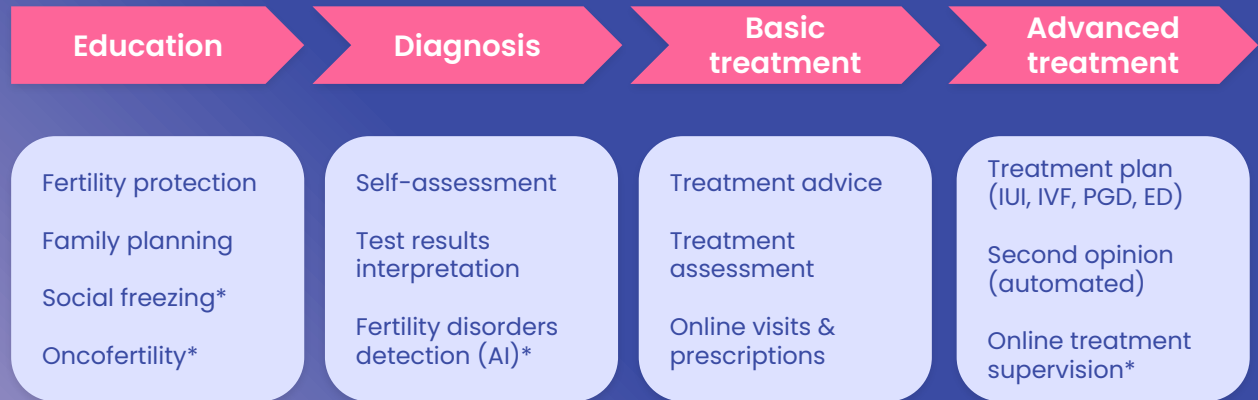 Education
Diagnosis
Basic
treatment
Advanced
treatment
Fertility protection
Family planning
Social freezing*
Oncofertility*
Self-assessment
Test results
interpretation
Fertility disorders
detection (AI)*
Treatment advice
Treatment
assessment
Online visits &
prescriptions
Treatment plan
(IUI, IVF, PGD, ED)
Second opinion
(automated)
Online treatment
supervision*